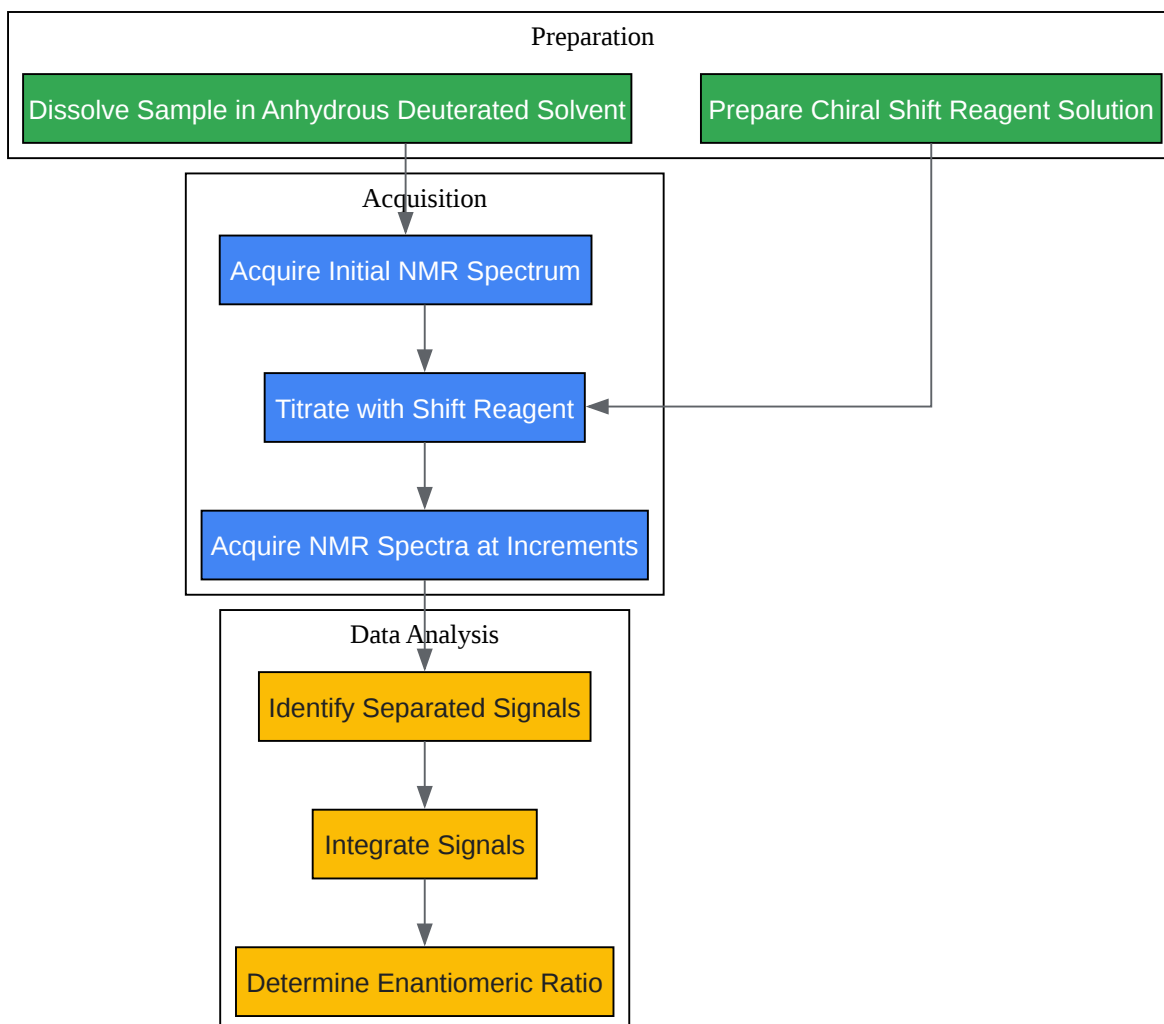 Preparation
Dissolve Sample in Anhydrous Deuterated Solvent
Prepare Chiral Shift Reagent Solution
Acquisition
Acquire Initial NMR Spectrum
Titrate with Shift Reagent
Acquire NMR Spectra at Increments
Data Analysis
Identify Separated Signals
Integrate Signals
Determine Enantiomeric Ratio